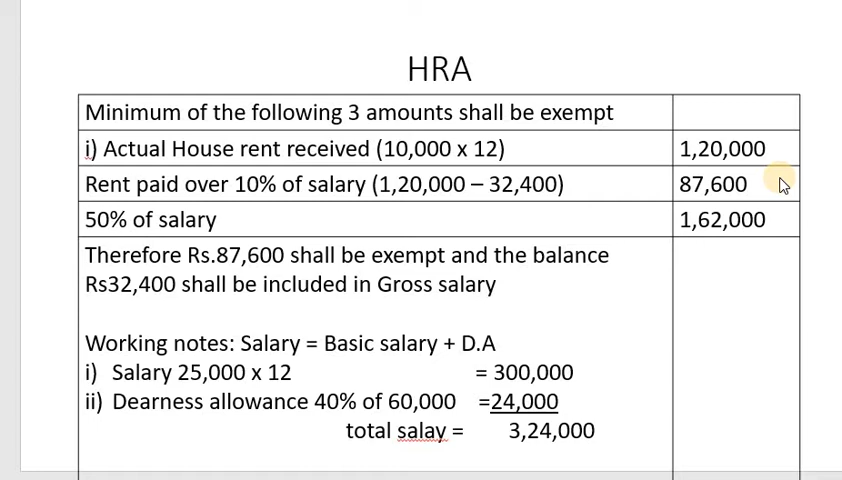 HRA
Minimum of the following 3 amounts shall be exempt
i) Actual House rent received (10,000 x 12) 1,20,000
Rent paid over 10% of salary (1,20,000 – 32,400) 87,600
50% of salary 1,62,000
Therefore Rs.87,600 shall be exempt and the balance
Rs32,400 shall be included in Gross salary
Working notes: Salary = Basic salary + D.A
i) Salary 25,000 x 12 = 300,000
ii) Dearness allowance 40% of 60,000 =24,000
total salay = 3,24,000